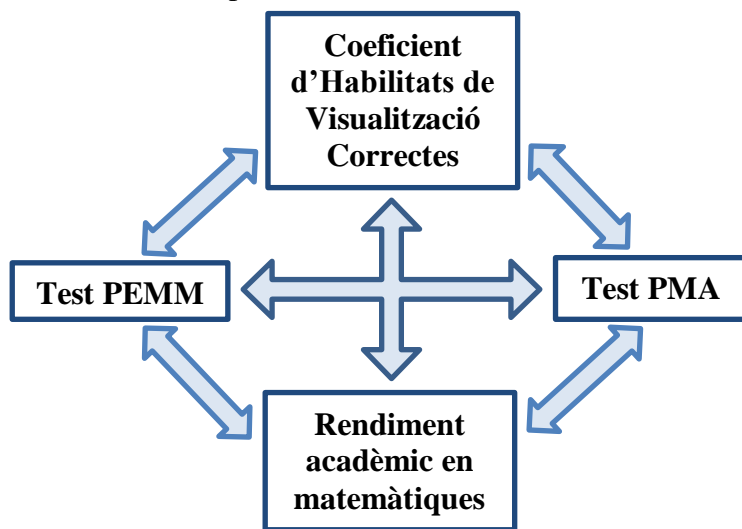 Coeficient
d’Habilitats de
Visualització
Correctes
Test PEMM
Test PMA
Rendiment
acadèmic en
matemàtiques